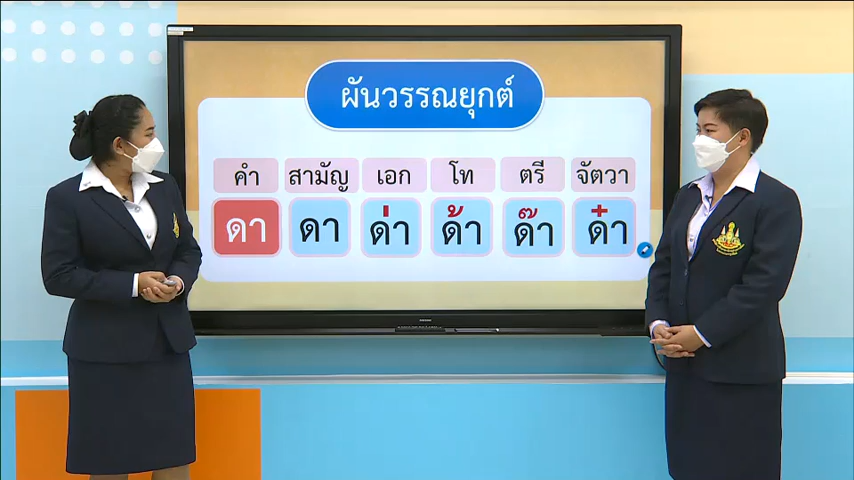 ผันวรรณยุกต์
คำ สามัญ เอก โท ตรี จัตวา
ดา ดา ด่า ด้า ด๊า ด๋า